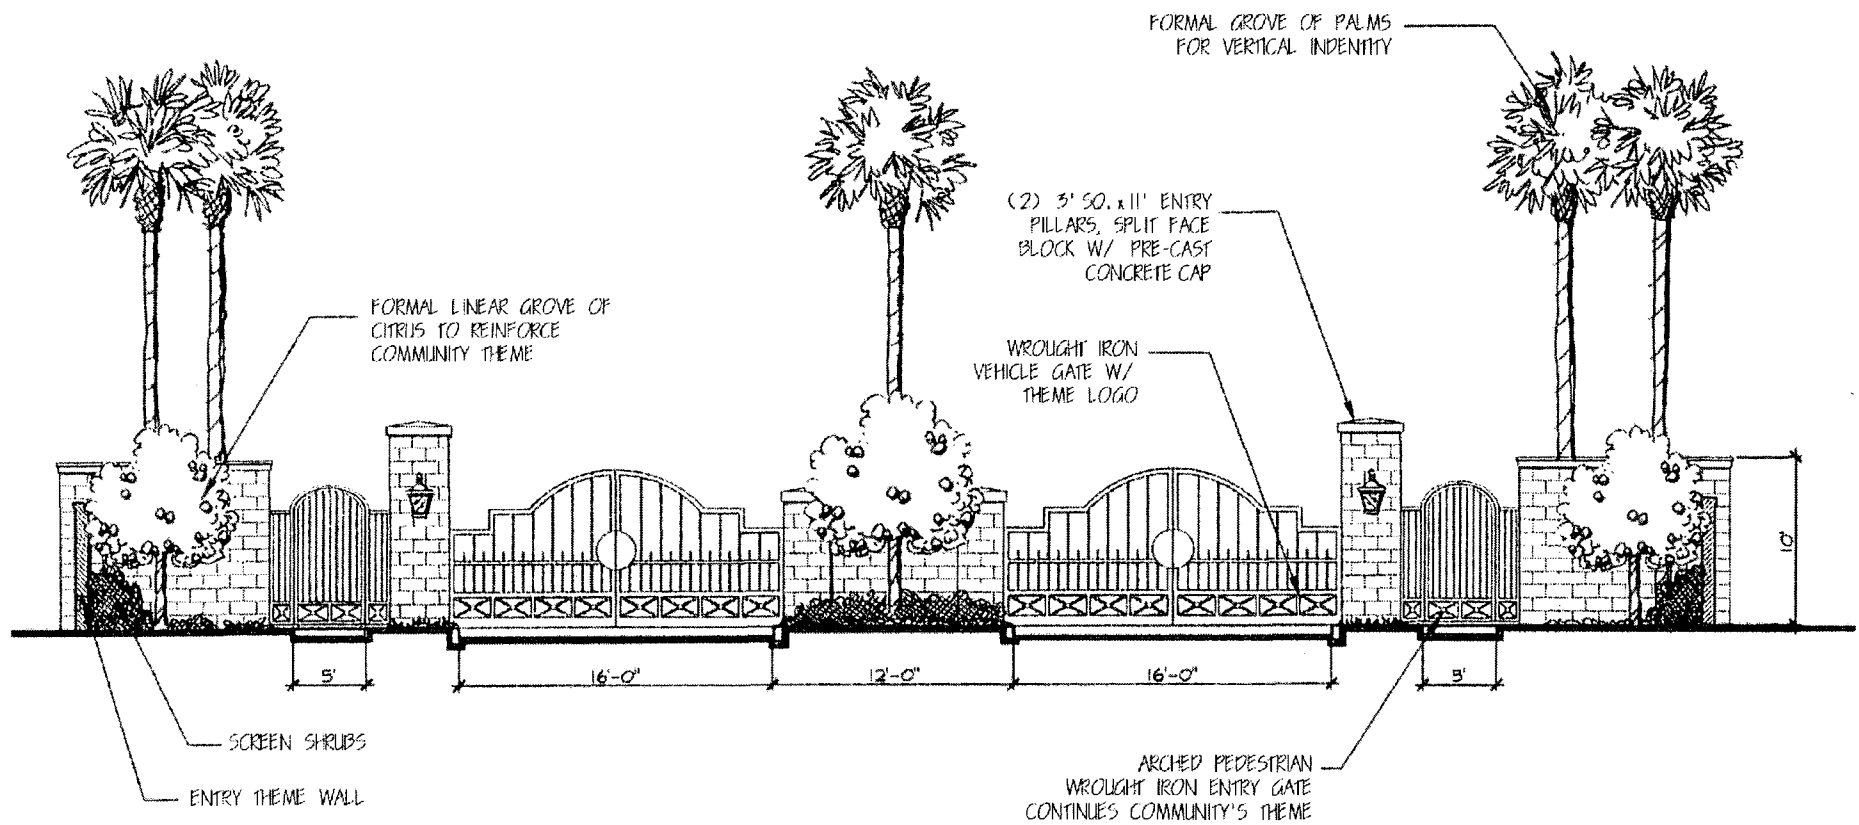 FORMAL GROVE OF PALMS
FOR VERTICAL INDENTITY
(2) 3' SQ. x 11' ENTRY
PILLARS, SPLIT FACE
BLOCK W/ PRE-CAST
CONCRETE CAP
FORMAL LINEAR GROVE OF
CITRUS TO REINFORCE
COMMUNITY THEME
WROUGHT IRON
VEHICLE GATE W/
THEME LOGO
10'
5'
16'-0"
12'-0"
16'-0"
5'
SCREEN SHRUBS
ENTRY THEME WALL
ARCHED PEDESTRIAN
WROUGHT IRON ENTRY GATE
CONTINUES COMMUNITY'S THEME